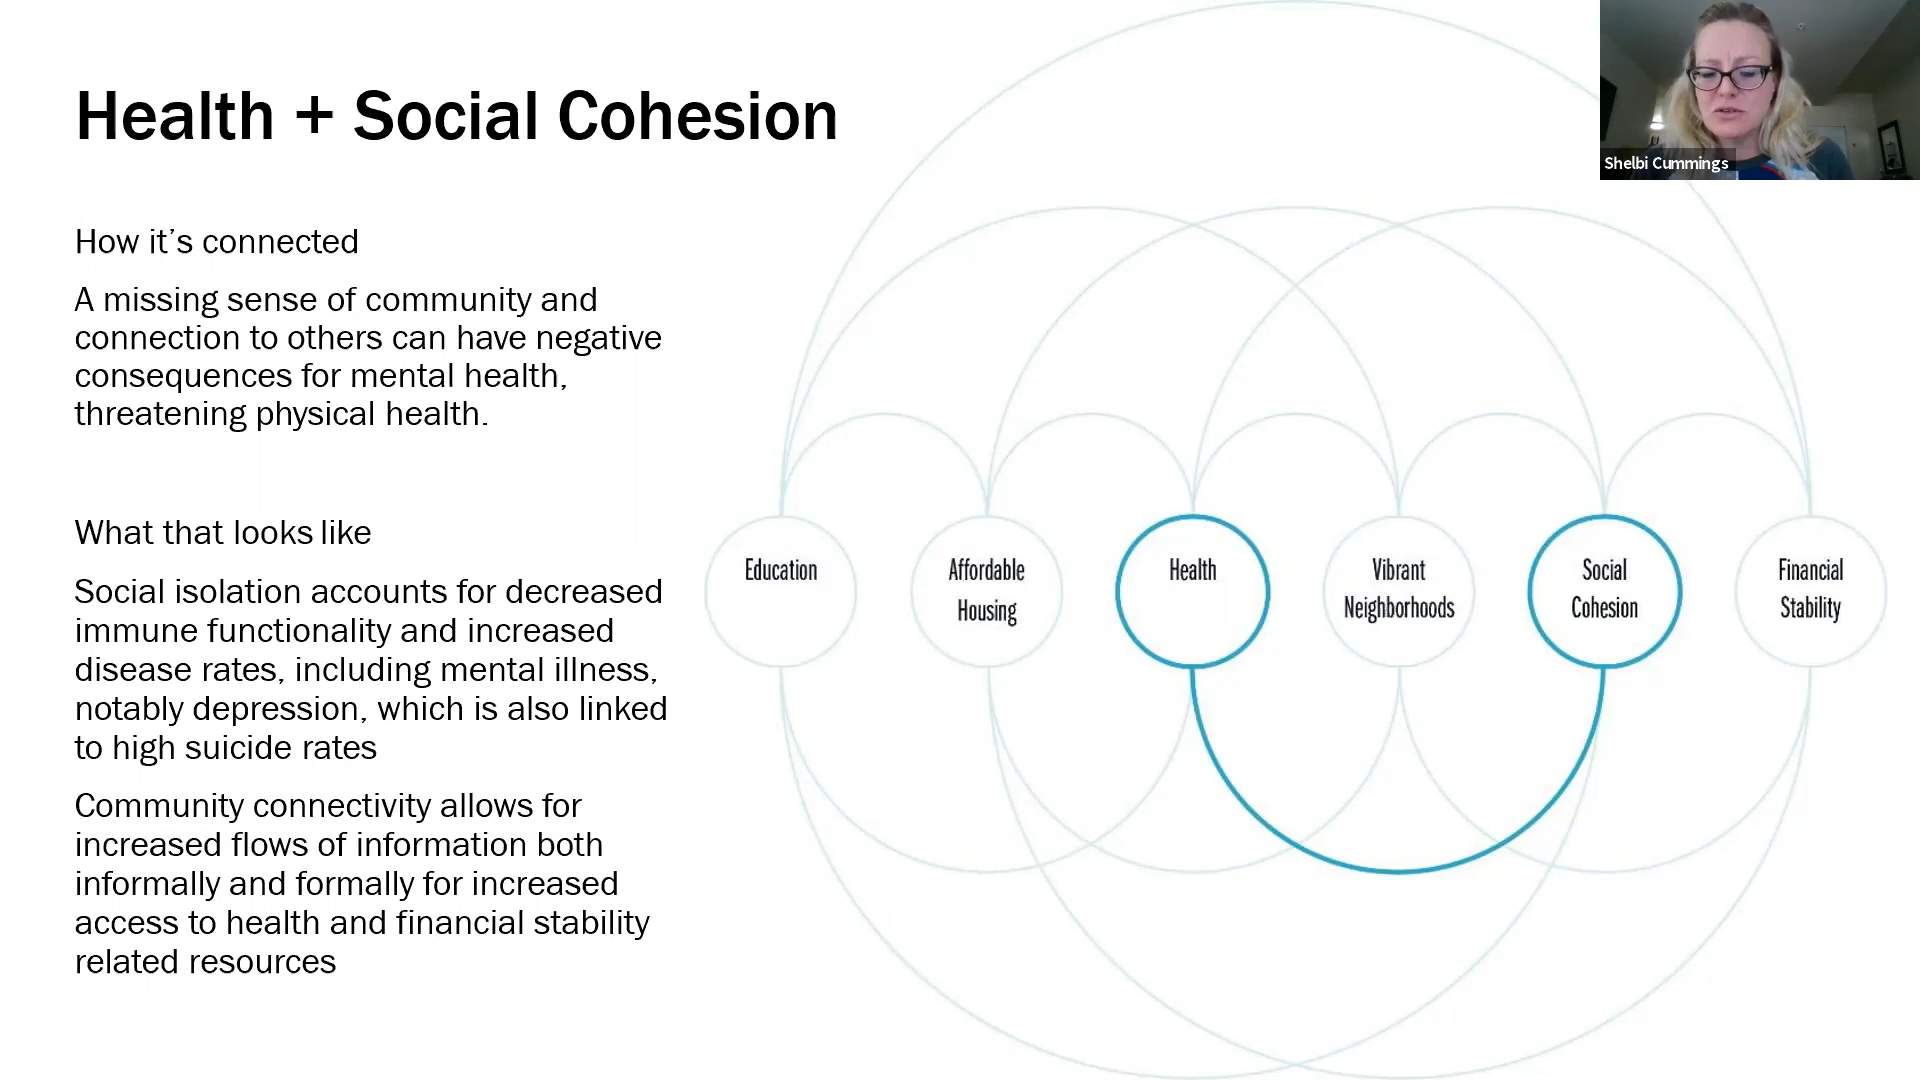 Health + Social Cohesion
Shelbi Cummings
How it’s connected
A missing sense of community and
connection to others can have negative
consequences for mental health,
threatening physical health.
What that looks like
Social isolation accounts for decreased
immune functionality and increased
disease rates, including mental illness,
notably depression, which is also linked
to high suicide rates
Community connectivity allows for
increased flows of information both
informally and formally for increased
access to health and financial stability
related resources
Education
Affordable
Housing
Health
Vibrant
Neighborhoods
Social
Cohesion
Financial
Stability